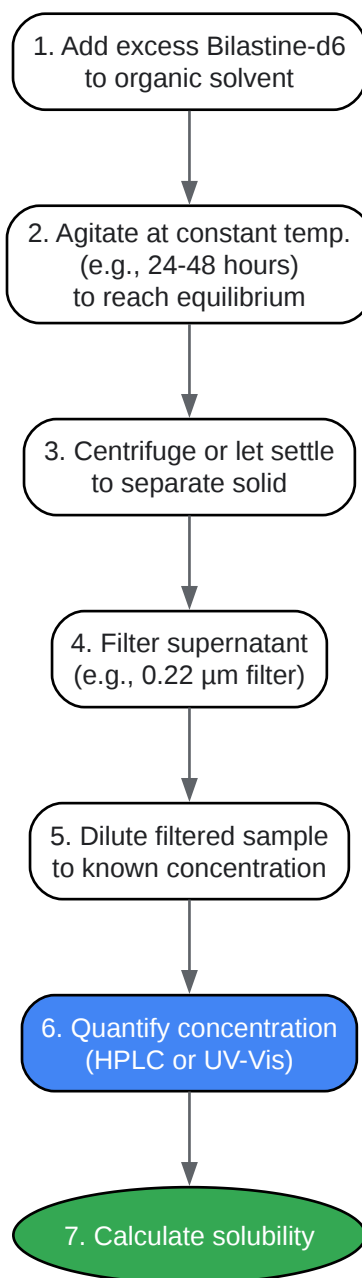 1. Add excess Bilastine-d6
to organic solvent
2. Agitate at constant temp.
(e.g., 24-48 hours)
to reach equilibrium
3. Centrifuge or let settle
to separate solid
4. Filter supernatant
(e.g., 0.22 µm filter)
5. Dilute filtered sample
to known concentration
6. Quantify concentration
(HPLC or UV-Vis)
7. Calculate solubility